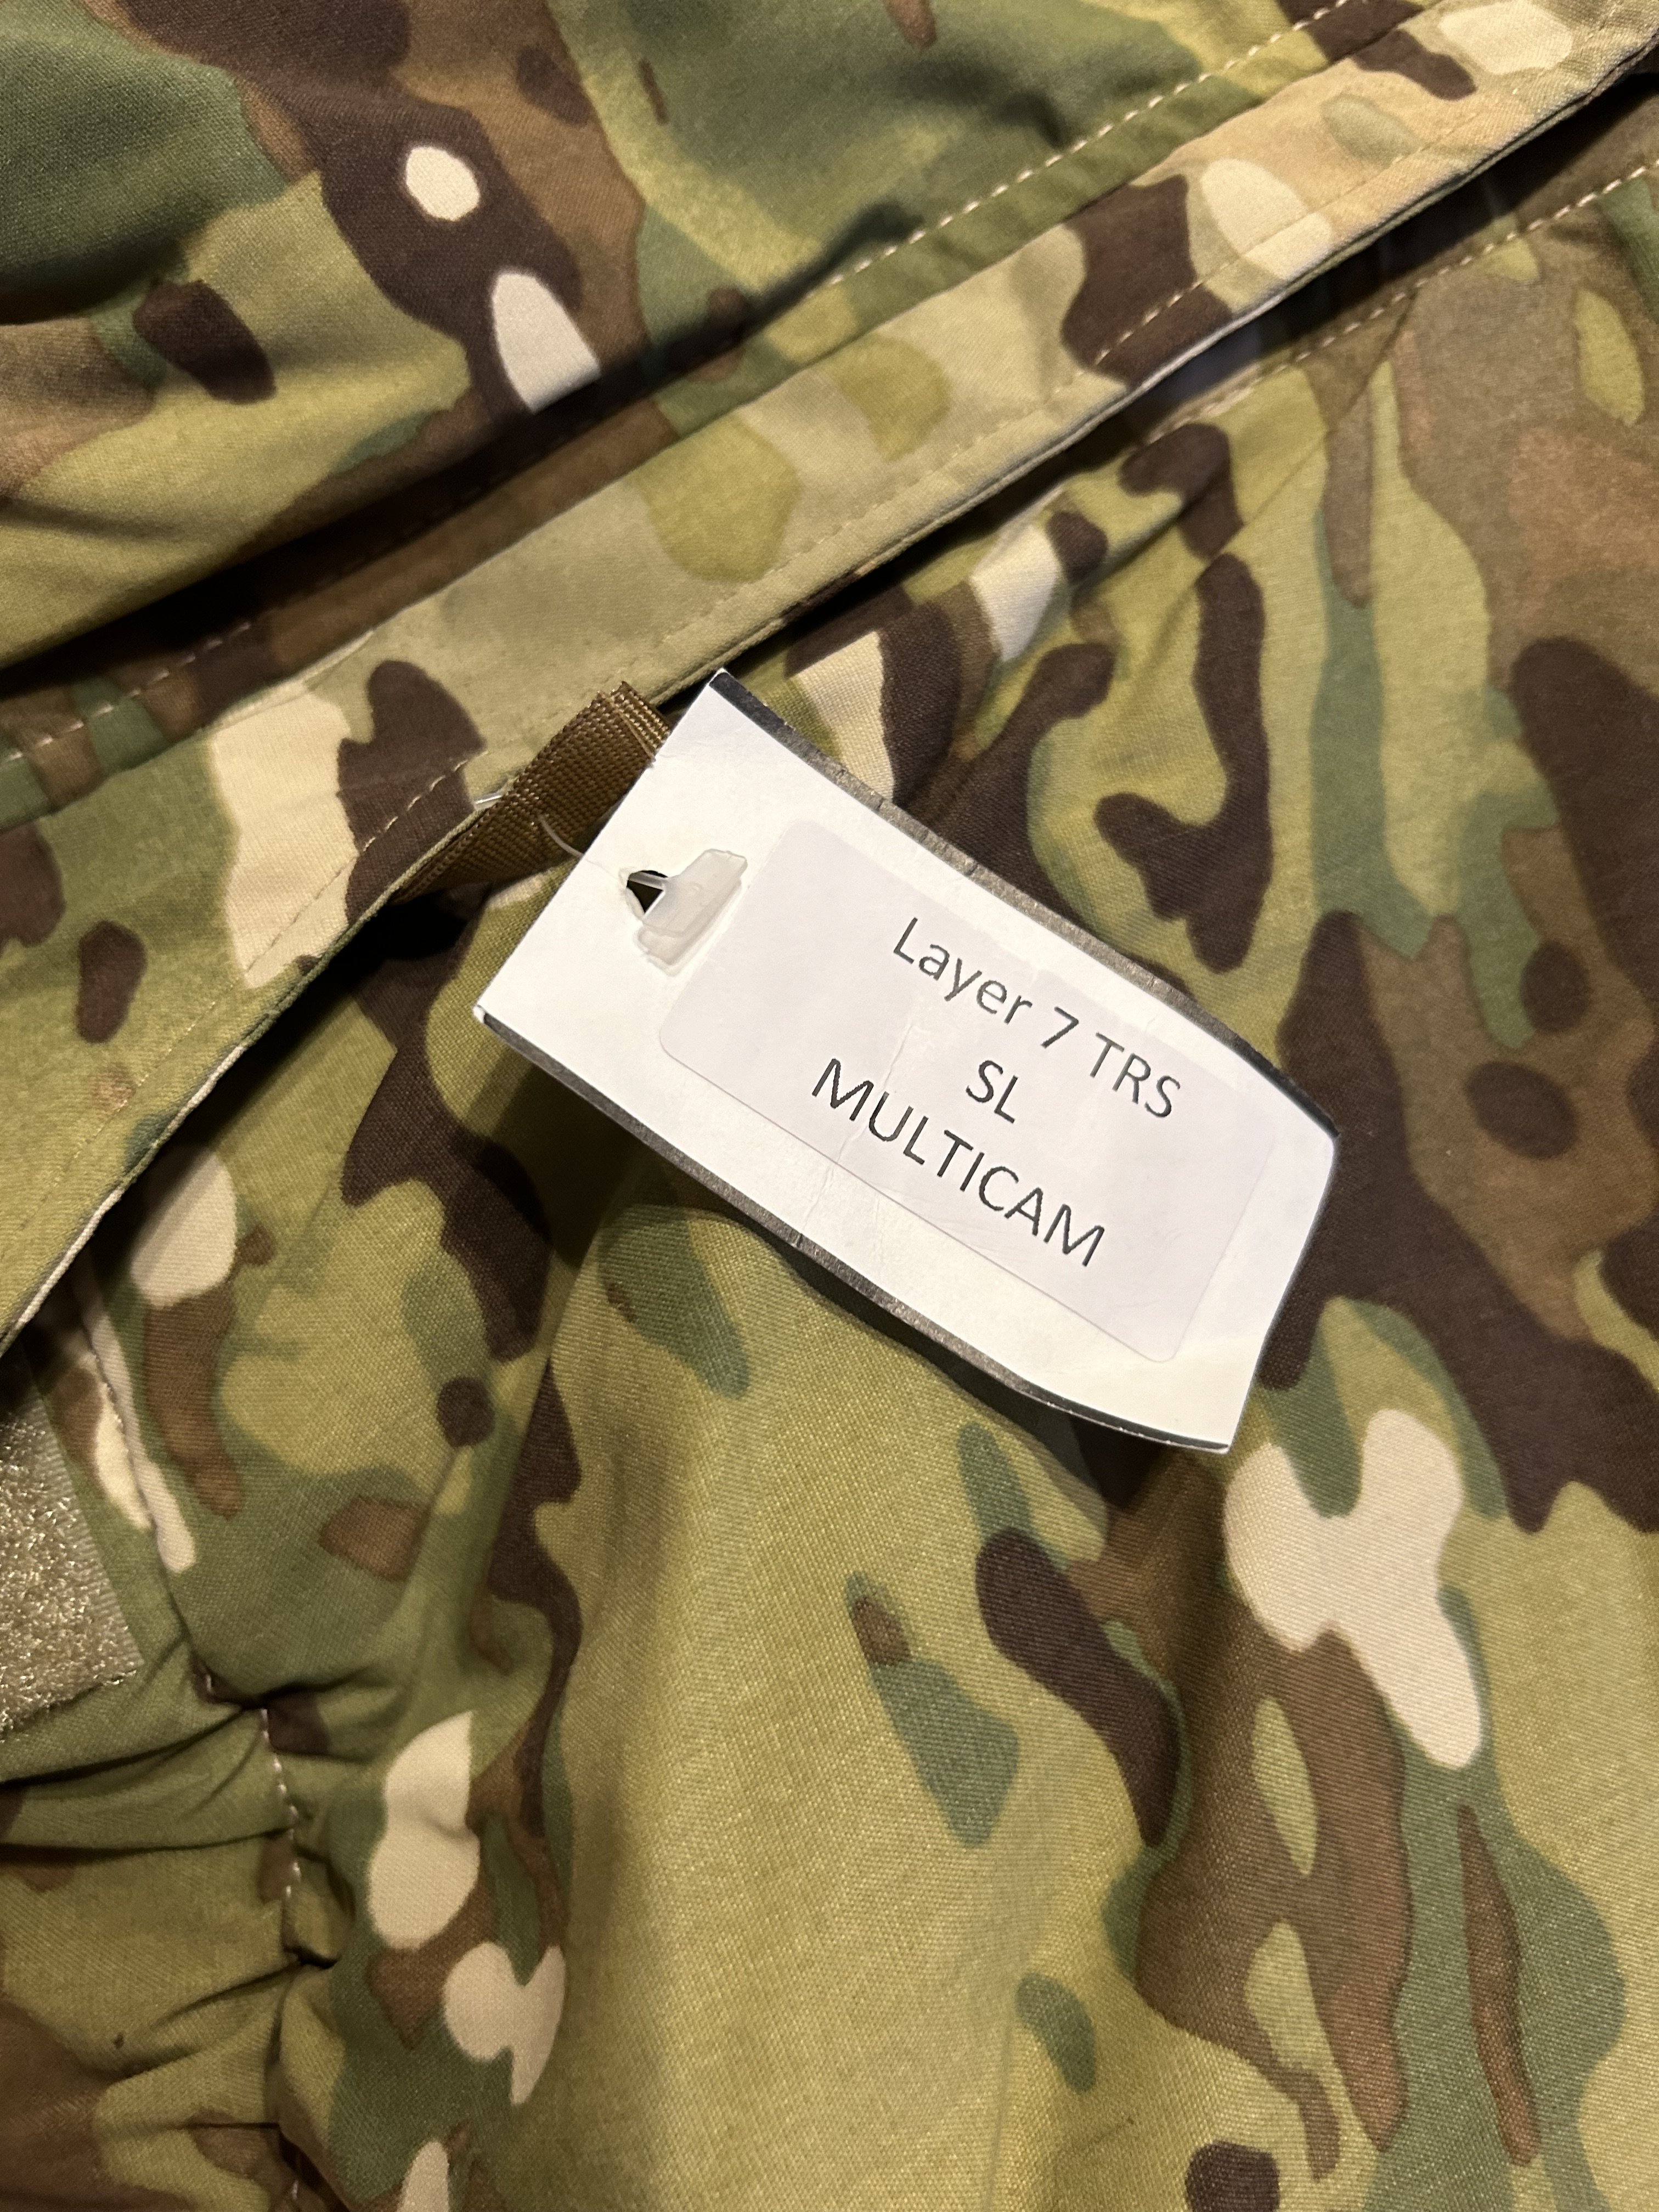 Layer 7 TRS
SL
MULTICAM